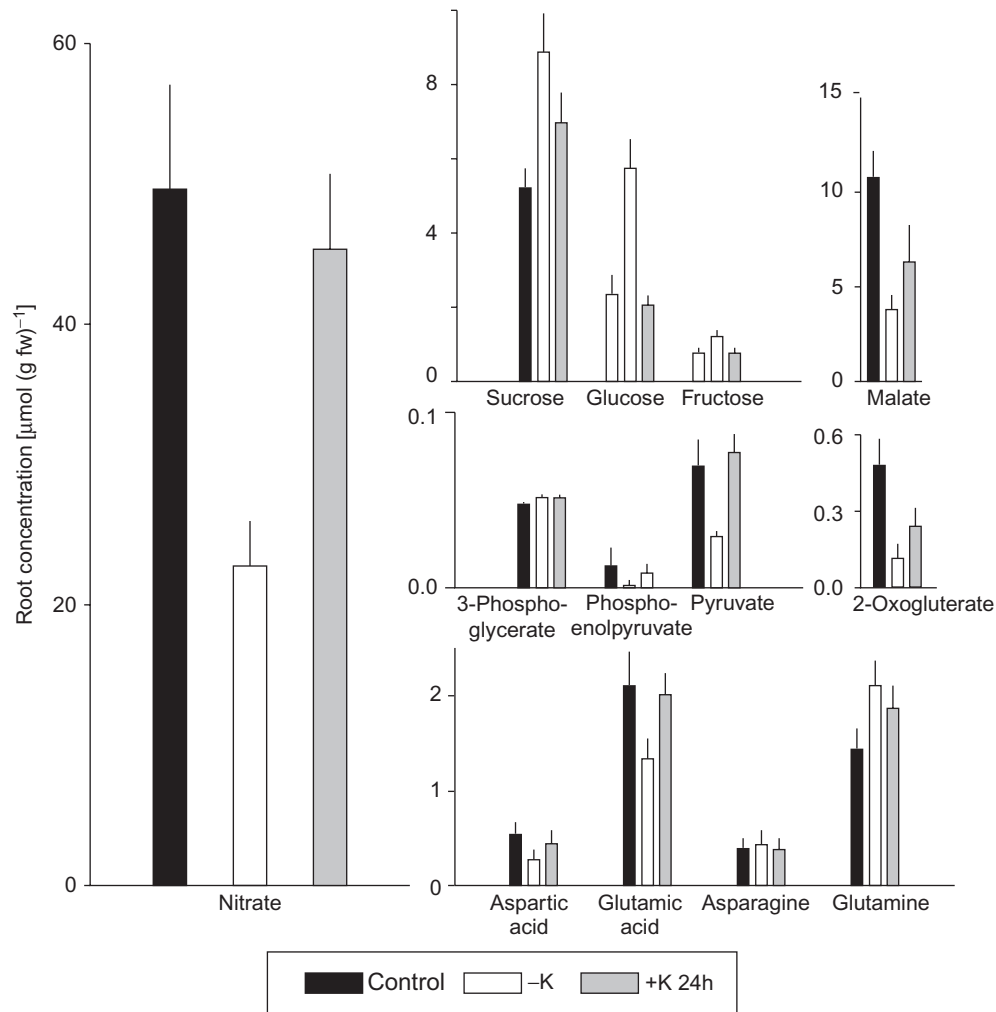 Root concentration [µmol (g fw)⁻¹]
60
40
20
0
Nitrate
8
4
0
Sucrose Glucose Fructose
15
10
5
0
Malate
0.1
0.0
3-Phospho-
glycerate
Phospho-
enolpyruvate
Pyruvate
0.6
0.3
0.0
2-Oxogluterate
2
1
0
Aspartic
acid
Glutamic
acid
Asparagine
Glutamine
Control –K +K 24h